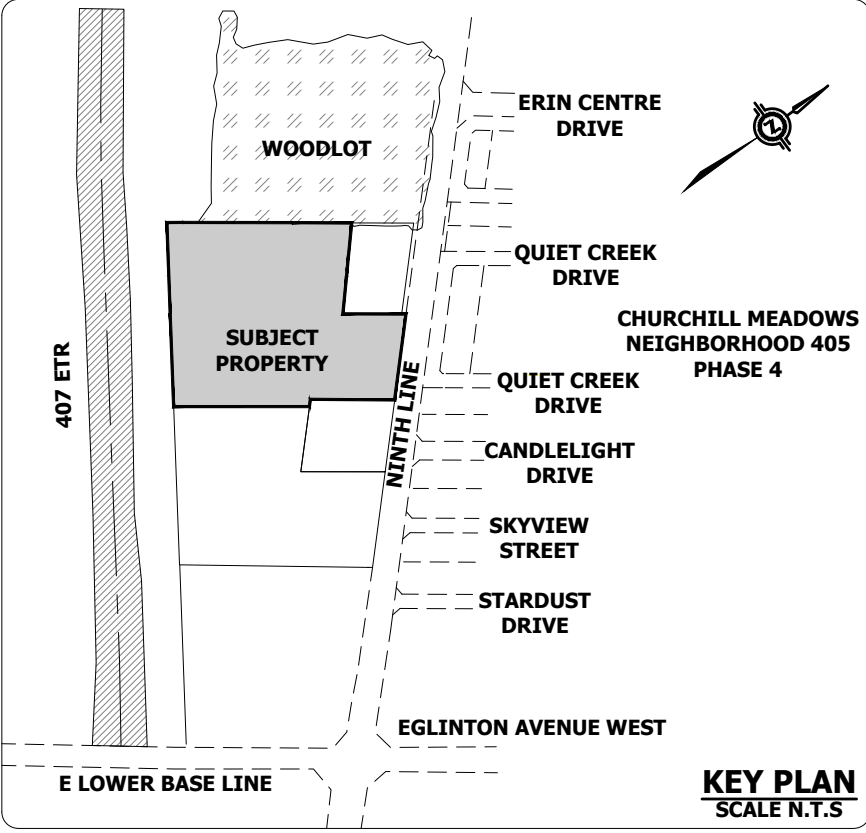 ERIN CENTRE
DRIVE
WOODLOT
N
QUIET CREEK
DRIVE
CHURCHILL MEADOWS
NEIGHBORHOOD 405
PHASE 4
SUBJECT
PROPERTY
407 ETR
NINTH LINE
QUIET CREEK
DRIVE
CANDLELIGHT
DRIVE
SKYVIEW
STREET
STARDUST
DRIVE
EGLINTON AVENUE WEST
E LOWER BASE LINE
KEY PLAN
SCALE N.T.S